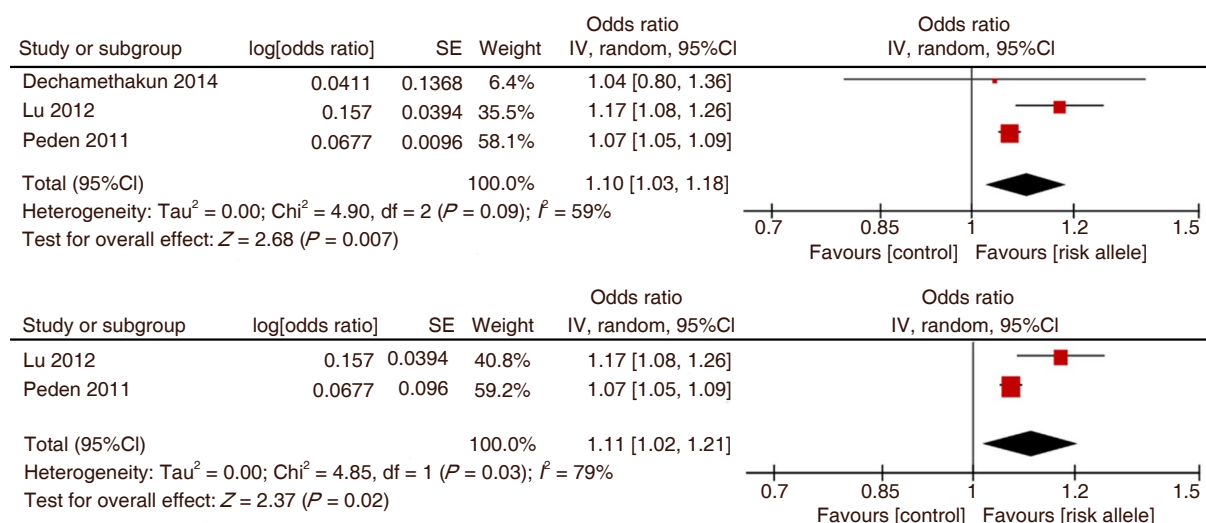 Odds ratio Odds ratio
Study or subgroup log[odds ratio] SE Weight IV, random, 95%CI IV, random, 95%CI
Dechamethakun 2014 0.0411 0.1368 6.4% 1.04 [0.80, 1.36]
Lu 2012 0.157 0.0394 35.5% 1.17 [1.08, 1.26]
Peden 2011 0.0677 0.0096 58.1% 1.07 [1.05, 1.09]
Total (95%CI) 100.0% 1.10 [1.03, 1.18]
Heterogeneity: Tau² = 0.00; Chi² = 4.90, df = 2 (P = 0.09); I² = 59%
Test for overall effect: Z = 2.68 (P = 0.007)
0.7 0.85 1 1.2 1.5
Favours [control] Favours [risk allele]
Odds ratio Odds ratio
Study or subgroup log[odds ratio] SE Weight IV, random, 95%CI IV, random, 95%CI
Lu 2012 0.157 0.0394 40.8% 1.17 [1.08, 1.26]
Peden 2011 0.0677 0.096 59.2% 1.07 [1.05, 1.09]
Total (95%CI) 100.0% 1.11 [1.02, 1.21]
Heterogeneity: Tau² = 0.00; Chi² = 4.85, df = 1 (P = 0.03); I² = 79%
Test for overall effect: Z = 2.37 (P = 0.02)
0.7 0.85 1 1.2 1.5
Favours [control] Favours [risk allele]